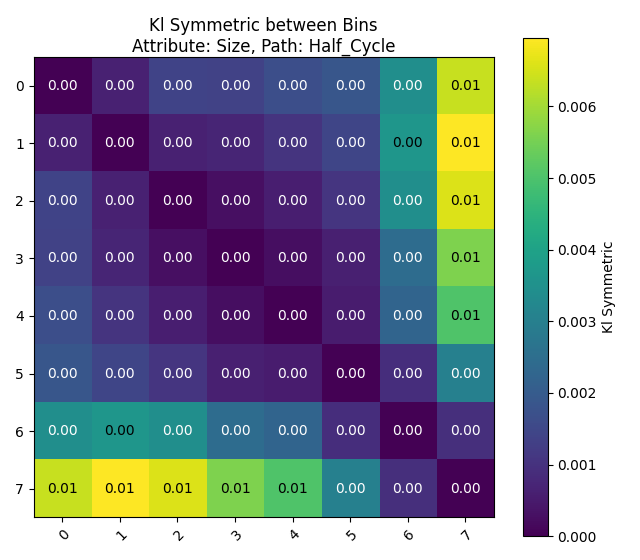 Kl Symmetric between Bins
Attribute: Size, Path: Half_Cycle
0 0.00 0.00 0.00 0.00 0.00 0.00 0.00 0.01
1 0.00 0.00 0.00 0.00 0.00 0.00 0.00 0.01
2 0.00 0.00 0.00 0.00 0.00 0.00 0.00 0.01
3 0.00 0.00 0.00 0.00 0.00 0.00 0.00 0.01
4 0.00 0.00 0.00 0.00 0.00 0.00 0.00 0.01
5 0.00 0.00 0.00 0.00 0.00 0.00 0.00 0.00
6 0.00 0.00 0.00 0.00 0.00 0.00 0.00 0.00
7 0.01 0.01 0.01 0.01 0.01 0.00 0.00 0.00
0 1 2 3 4 5 6 7
0.006
0.005
0.004
0.003
0.002
0.001
0.000
Kl Symmetric